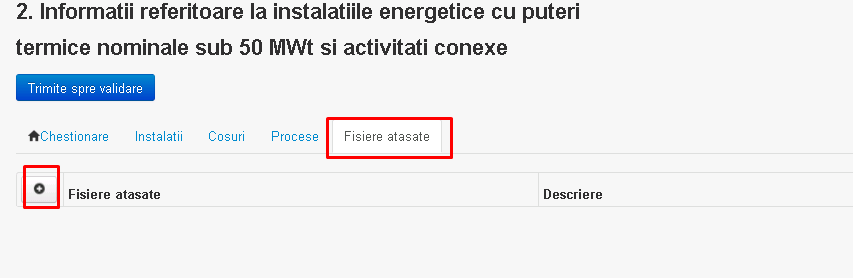 2. Informatii referitoare la instalatiile energetice cu puteri
termice nominale sub 50 MWt si activitati conexe
Trimite spre validare
Chestionare Instalatii Cosuri Procese Fisiere atasate
Fisiere atasate Descriere